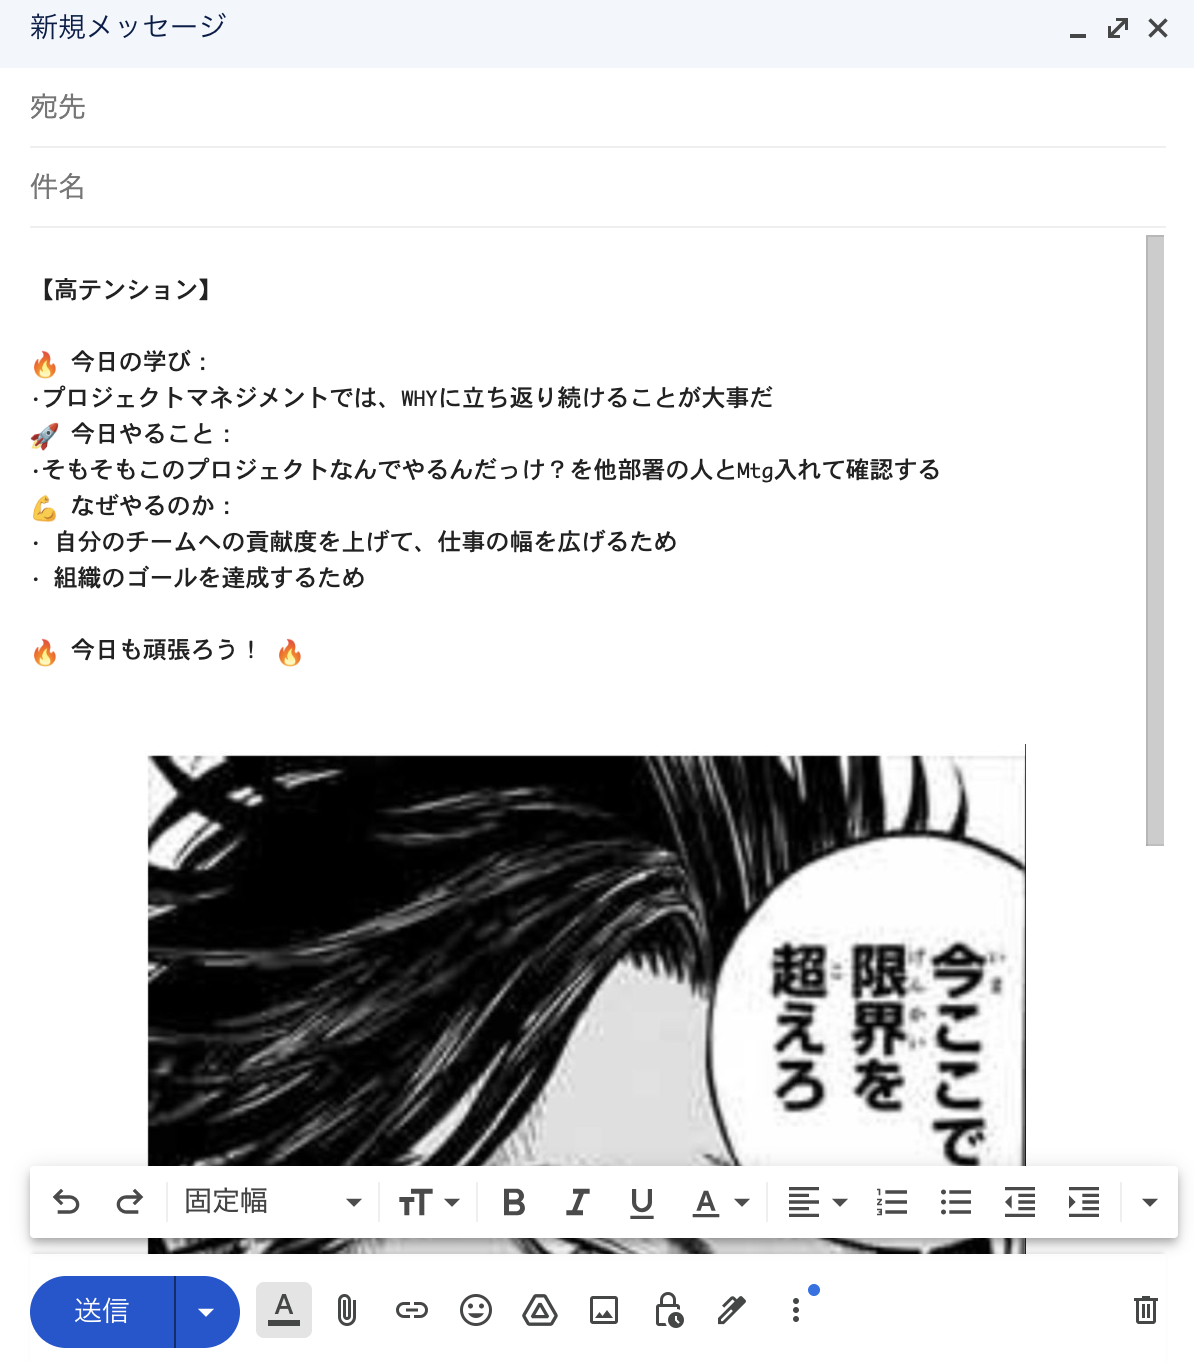 新規メッセージ
宛先
件名
【高テンション】
🔥 今日の学び：
・プロジェクトマネジメントでは、WHYに立ち返り続けることが大事だ
🚀 今日やること：
・そもそもこのプロジェクトなんでやるんだっけ？を他部署の人とMtg入れて確認する
💪 なぜやるのか：
・ 自分のチームへの貢献度を上げて、仕事の幅を広げるため
・ 組織のゴールを達成するため
🔥 今日も頑張ろう！ 🔥
今ここで
限界を
超えろ
固定幅
送信